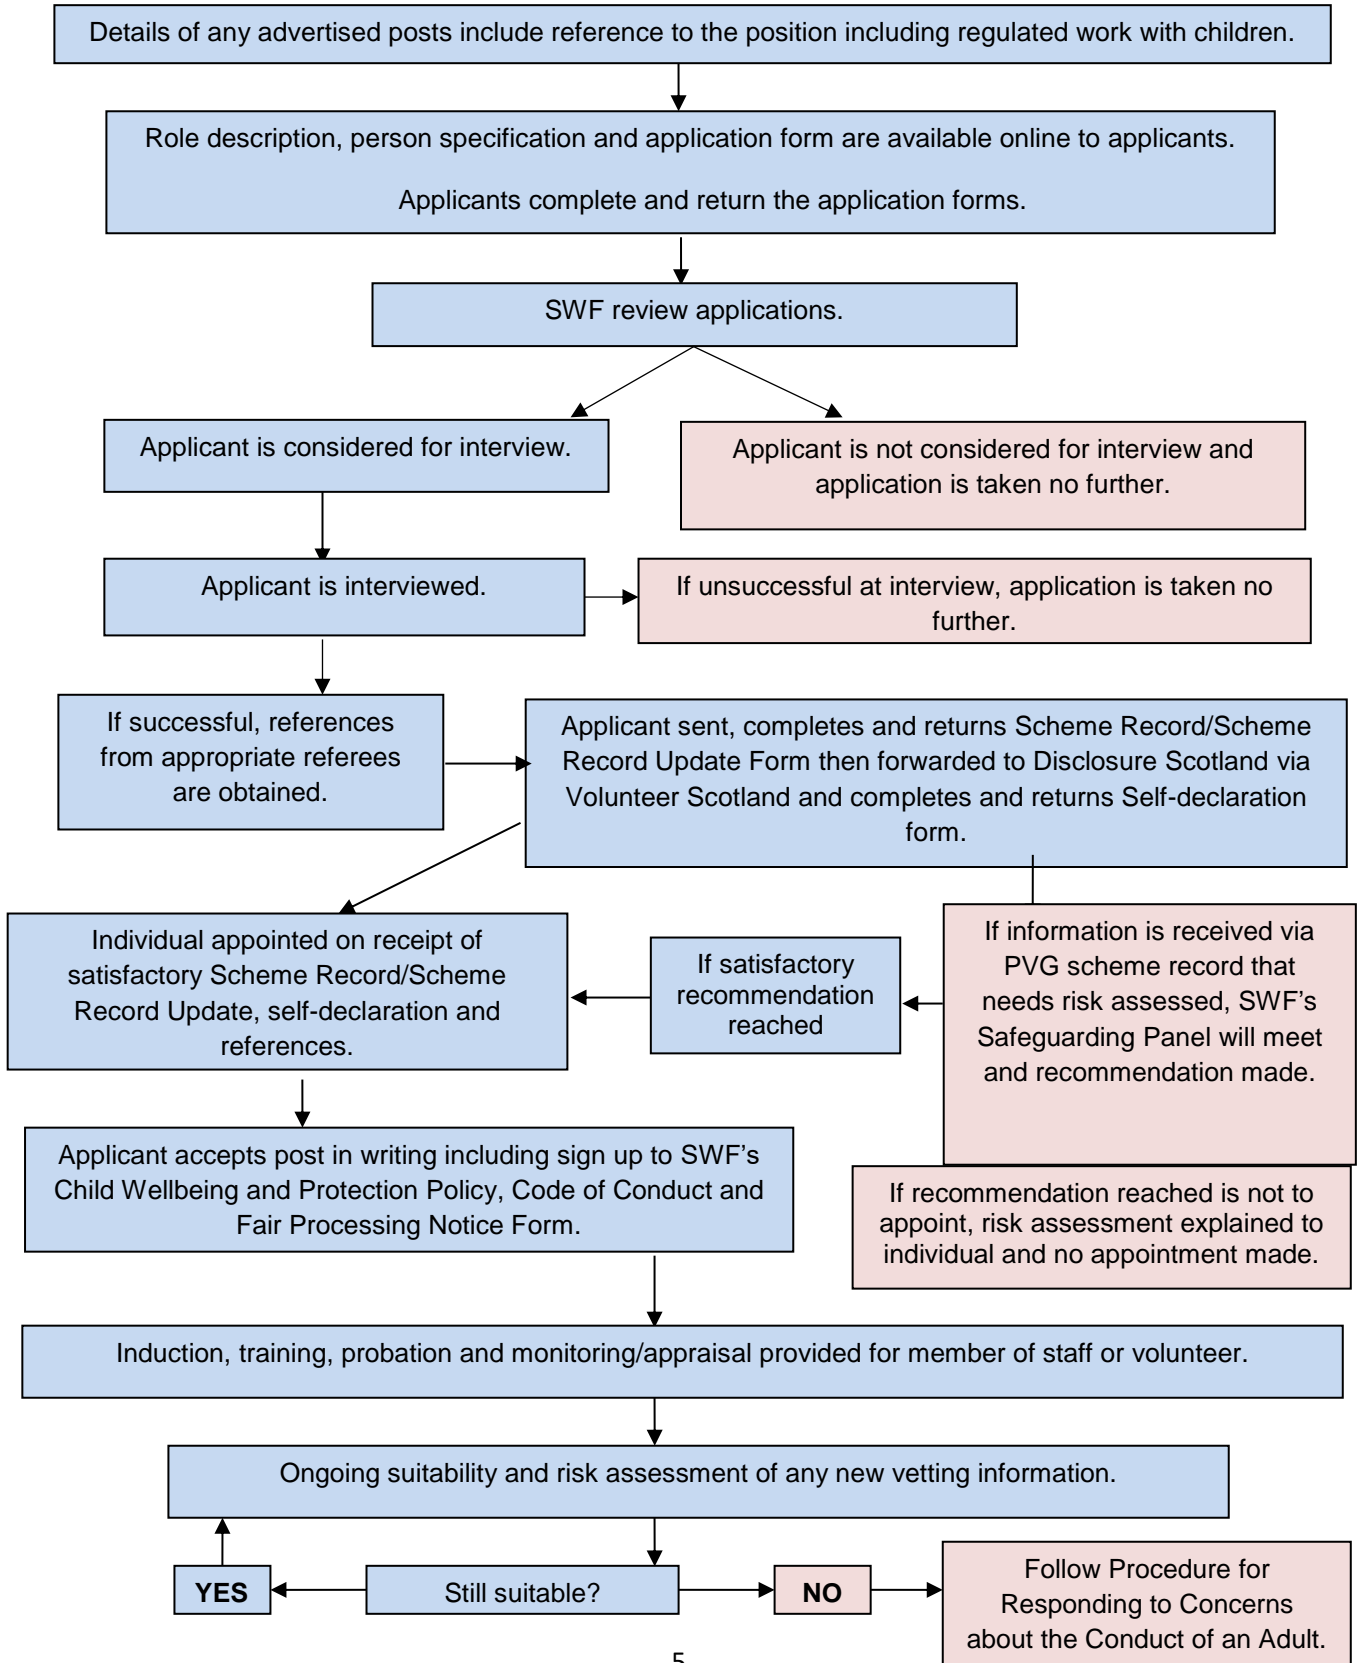 Details of any advertised posts include reference to the position including regulated work with children.
Role description, person specification and application form are available online to applicants.
Applicants complete and return the application forms.
SWF review applications.
Applicant is considered for interview.
Applicant is not considered for interview and
application is taken no further.
Applicant is interviewed.
If unsuccessful at interview, application is taken no
further.
If successful, references
from appropriate referees
are obtained.
Applicant sent, completes and returns Scheme Record/Scheme
Record Update Form then forwarded to Disclosure Scotland via
Volunteer Scotland and completes and returns Self-declaration
form.
Individual appointed on receipt of
satisfactory Scheme Record/Scheme
Record Update, self-declaration and
references.
If satisfactory
recommendation
reached
If information is received via
PVG scheme record that
needs risk assessed, SWF’s
Safeguarding Panel will meet
and recommendation made.
Applicant accepts post in writing including sign up to SWF’s
Child Wellbeing and Protection Policy, Code of Conduct and
Fair Processing Notice Form.
If recommendation reached is not to
appoint, risk assessment explained to
individual and no appointment made.
Induction, training, probation and monitoring/appraisal provided for member of staff or volunteer.
Ongoing suitability and risk assessment of any new vetting information.
YES
Still suitable?
NO
Follow Procedure for
Responding to Concerns
about the Conduct of an Adult.
5